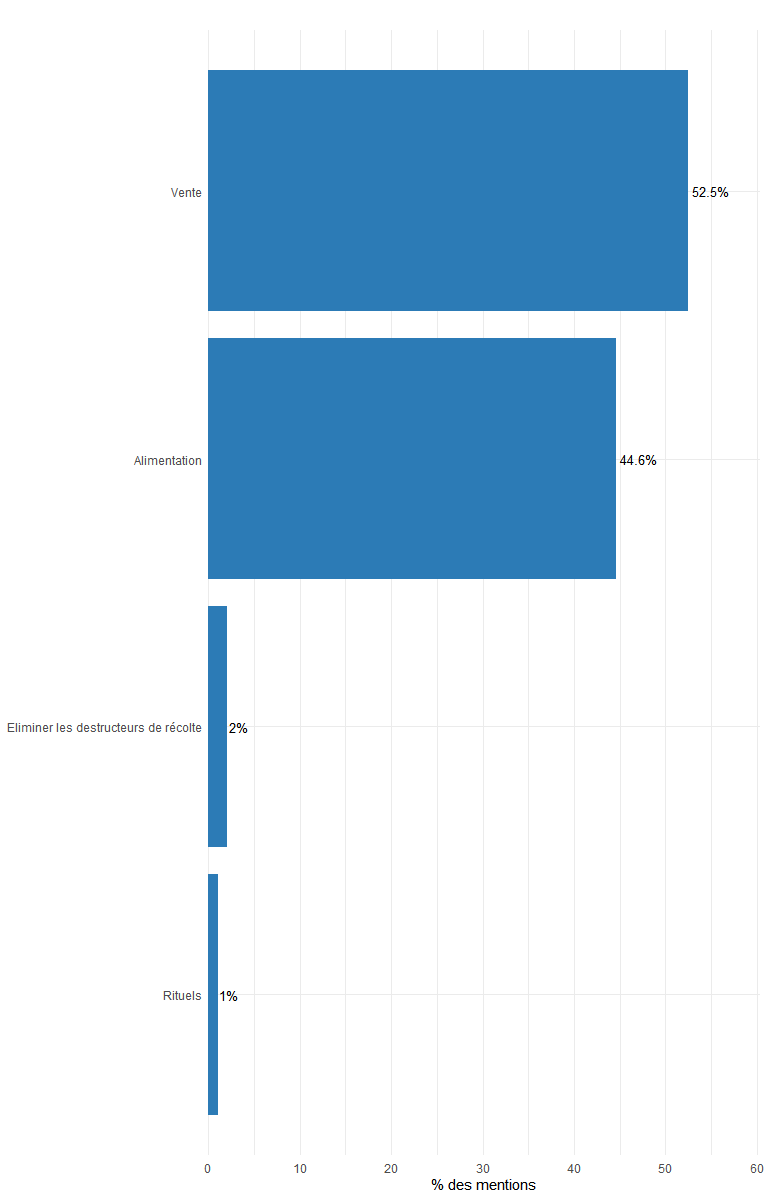 Vente
52.5%
Alimentation
44.6%
Eliminer les destructeurs de récolte
2%
Rituels
1%
0 10 20 30 40 50 60
% des mentions